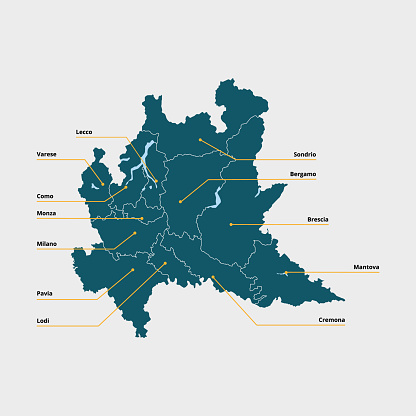 Lecco
Varese
Sondrio
Bergamo
Como
Monza
Brescia
Milano
Mantova
Pavia
Lodi
Cremona